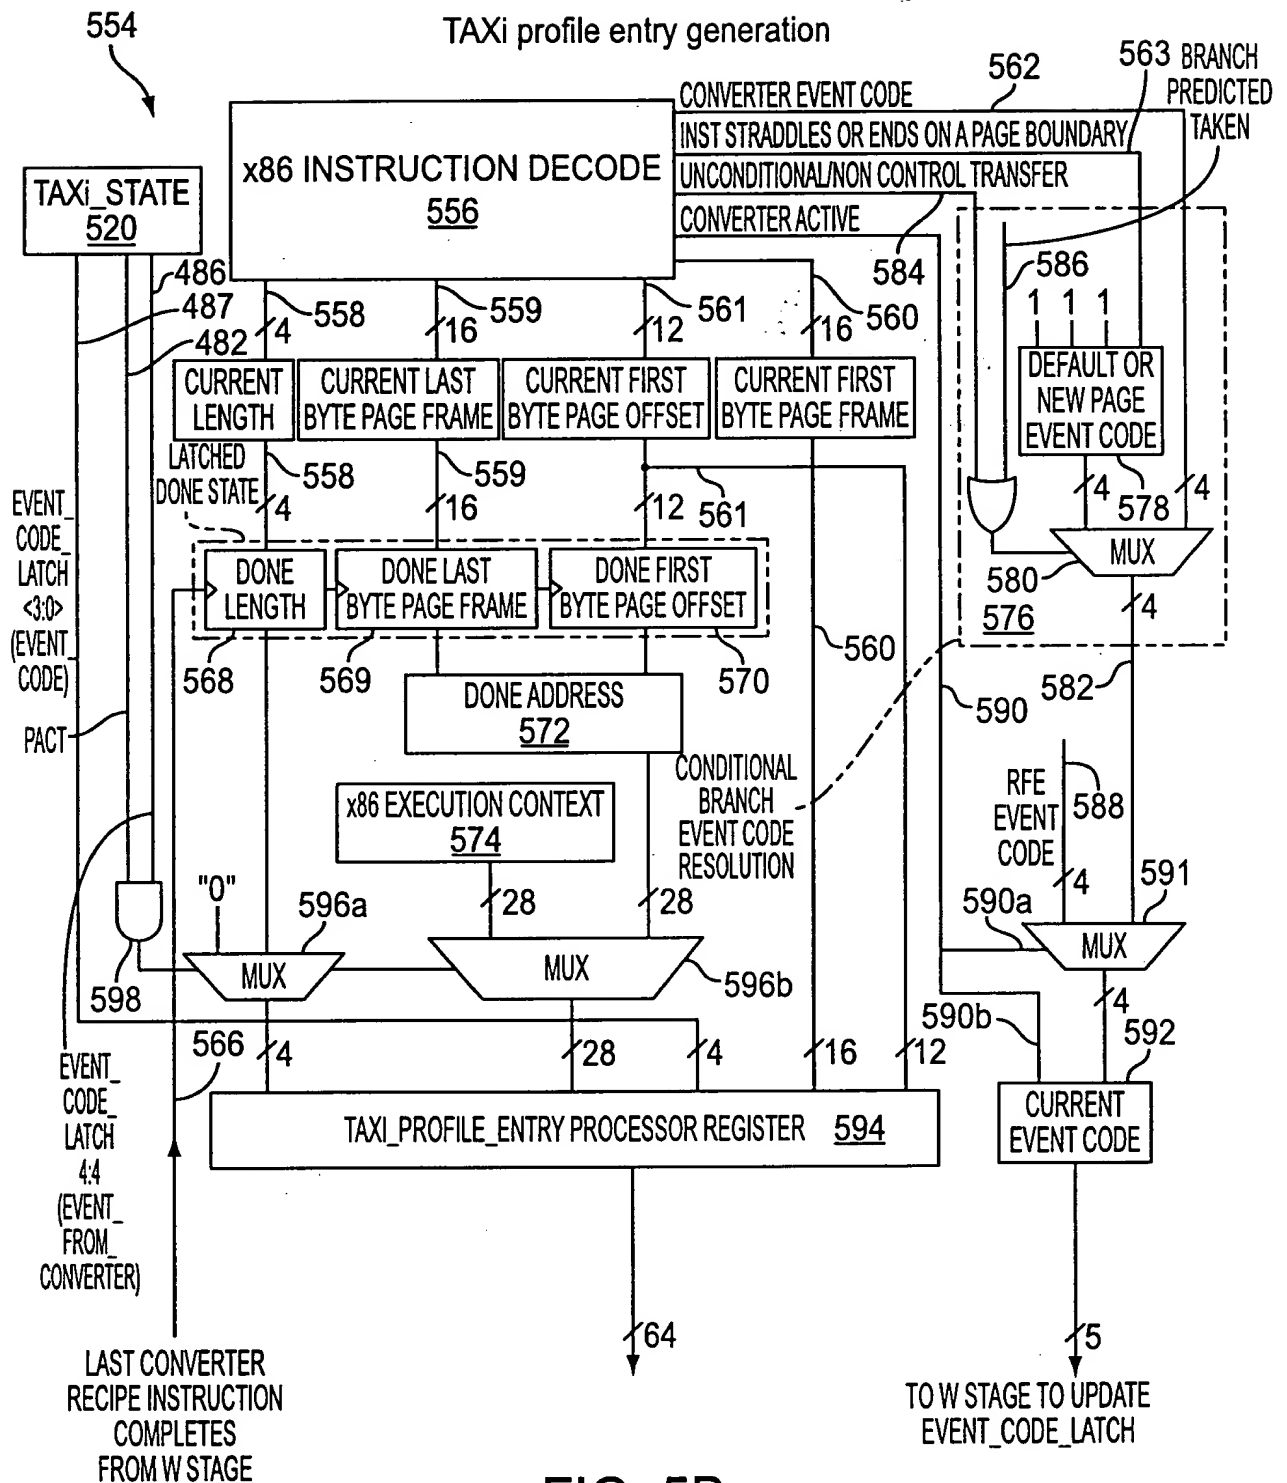 TAXi profile entry generation
554
562
563 BRANCH
PREDICTED
TAKEN
CONVERTER EVENT CODE
INST STRADDLES OR ENDS ON A PAGE BOUNDARY
UNCONDITIONAL/NON CONTROL TRANSFER
CONVERTER ACTIVE
x86 INSTRUCTION DECODE
556
TAXi_STATE
520
584
586
486
487
482
558
559
561
560
4
16
12
16
1 1 1
CURRENT
LENGTH
CURRENT LAST
BYTE PAGE FRAME
CURRENT FIRST
BYTE PAGE OFFSET
CURRENT FIRST
BYTE PAGE FRAME
DEFAULT OR
NEW PAGE
EVENT CODE
LATCHED
DONE STATE
558
559
561
4
16
12
4
578
4
EVENT_
CODE_
LATCH
<3:0>
(EVENT_
CODE)
PACT
DONE
LENGTH
DONE LAST
BYTE PAGE FRAME
DONE FIRST
BYTE PAGE OFFSET
MUX
580
4
576
568
569
570
560
582
590
DONE ADDRESS
572
CONDITIONAL
BRANCH
EVENT CODE
RESOLUTION
x86 EXECUTION CONTEXT
574
RFE
EVENT
CODE
588
4
591
"0"
596a
28
28
590a
MUX
MUX
596b
MUX
598
566
4
28
4
16
12
590b
4
592
EVENT_
CODE_
LATCH
4:4
(EVENT_
FROM_
CONVERTER)
TAXI_PROFILE_ENTRY PROCESSOR REGISTER 594
CURRENT
EVENT CODE
64
5
LAST CONVERTER
RECIPE INSTRUCTION
COMPLETES
FROM W STAGE
TO W STAGE TO UPDATE
EVENT_CODE_LATCH
FIG. 5B